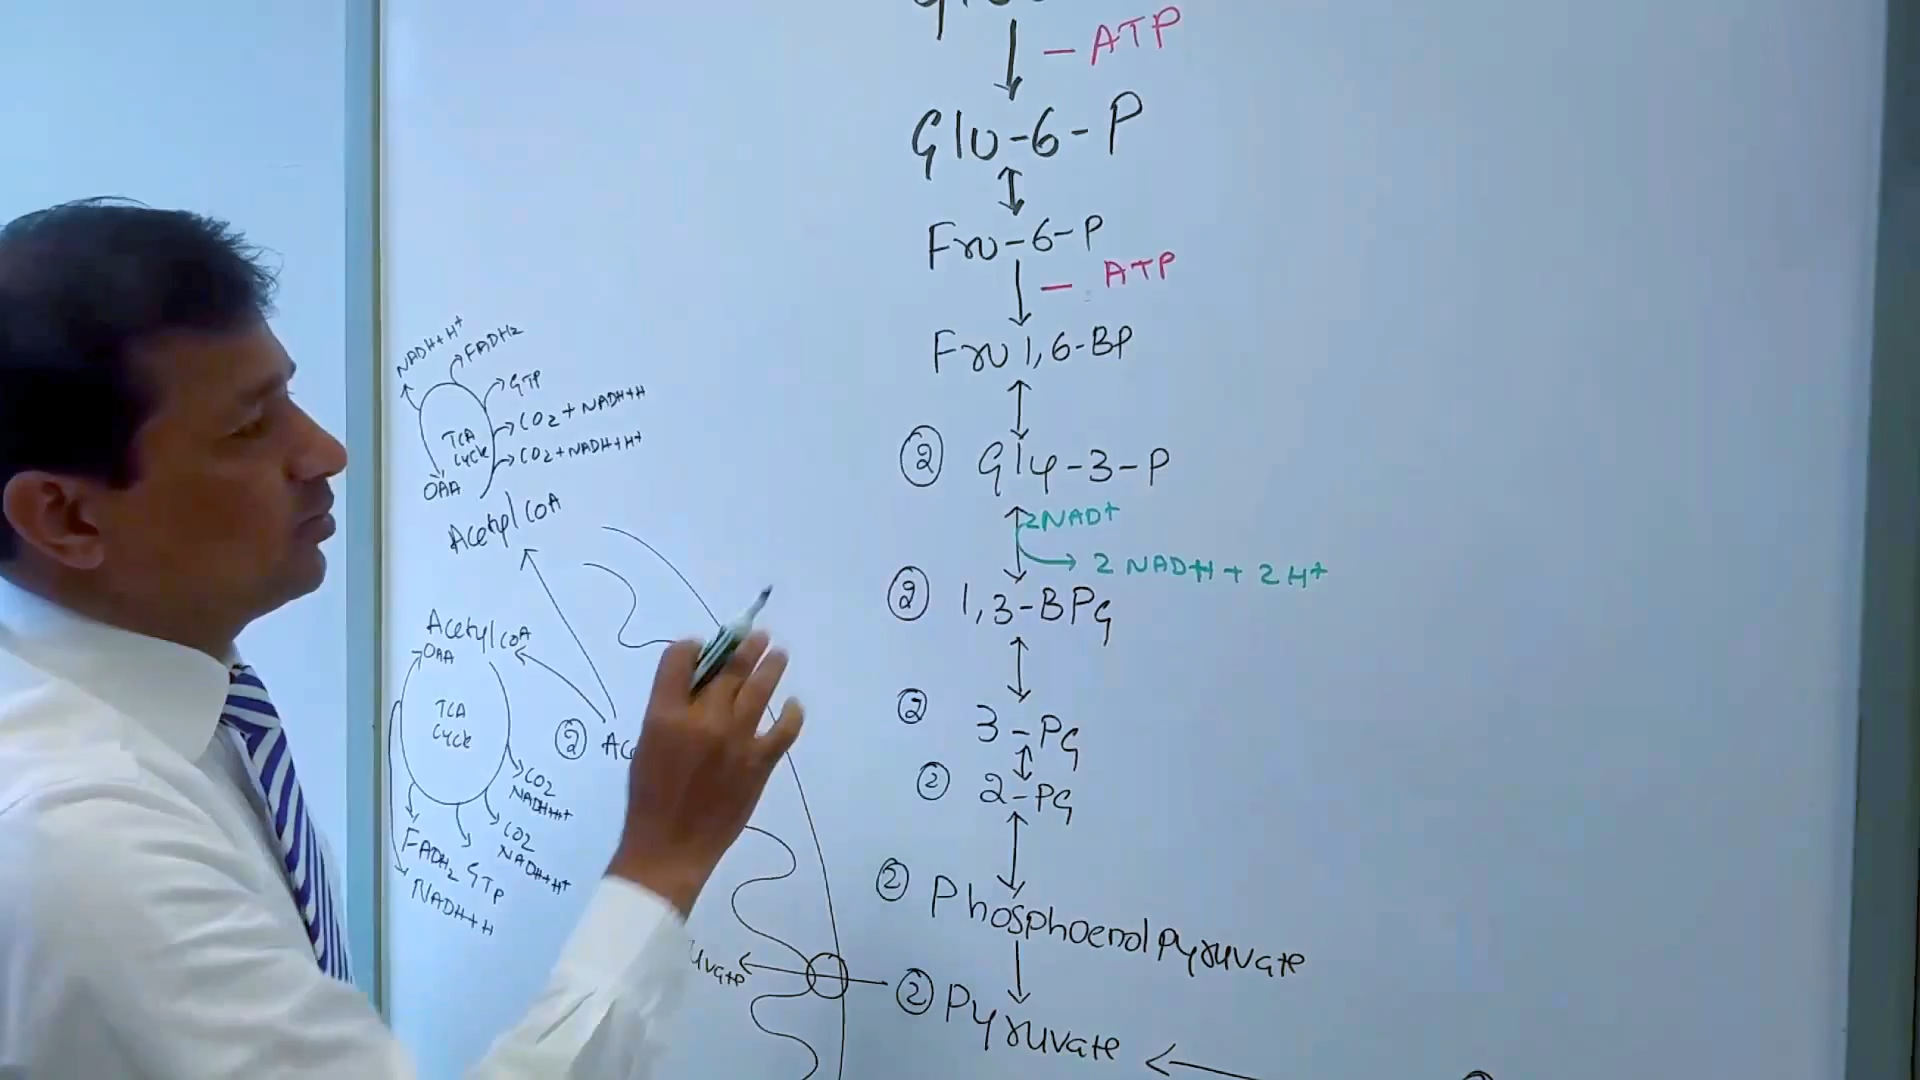 - ATP
Glu-6-P
Fru-6-P
- ATP
Fru 1,6-BP
② Gly-3-P
2NAD+
→ 2 NADH + 2H+
② 1,3-BPG
② 3-PG
② 2-PG
② Phosphoenolpyruvate
② Pyruvate
NADH+H+
FADH2
GTP
CO2 + NADH+H
CO2+NADH+H+
TCA
CYCLE
OAA
Acetyl COA
Acetyl COA
OAA
TCA
CYCLE
②
CO2
NADH+H+
CO2
NADH+H+
GTP
FADH2
NADH+H